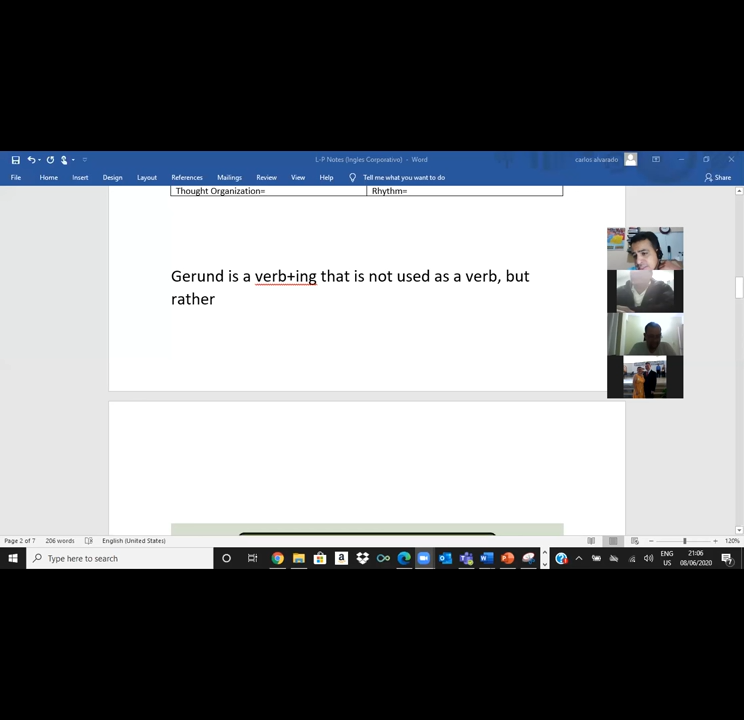 L-P Notes (Ingles Corporativo) - Word
carlos alvarado
File Home Insert Design Layout References Mailings Review View Help Tell me what you want to do Share
Thought Organization= Rhythm=
Gerund is a verb+ing that is not used as a verb, but
rather
Page 2 of 7 206 words English (United States) 120%
Type here to search
ENG 21:06
US 08/06/2020